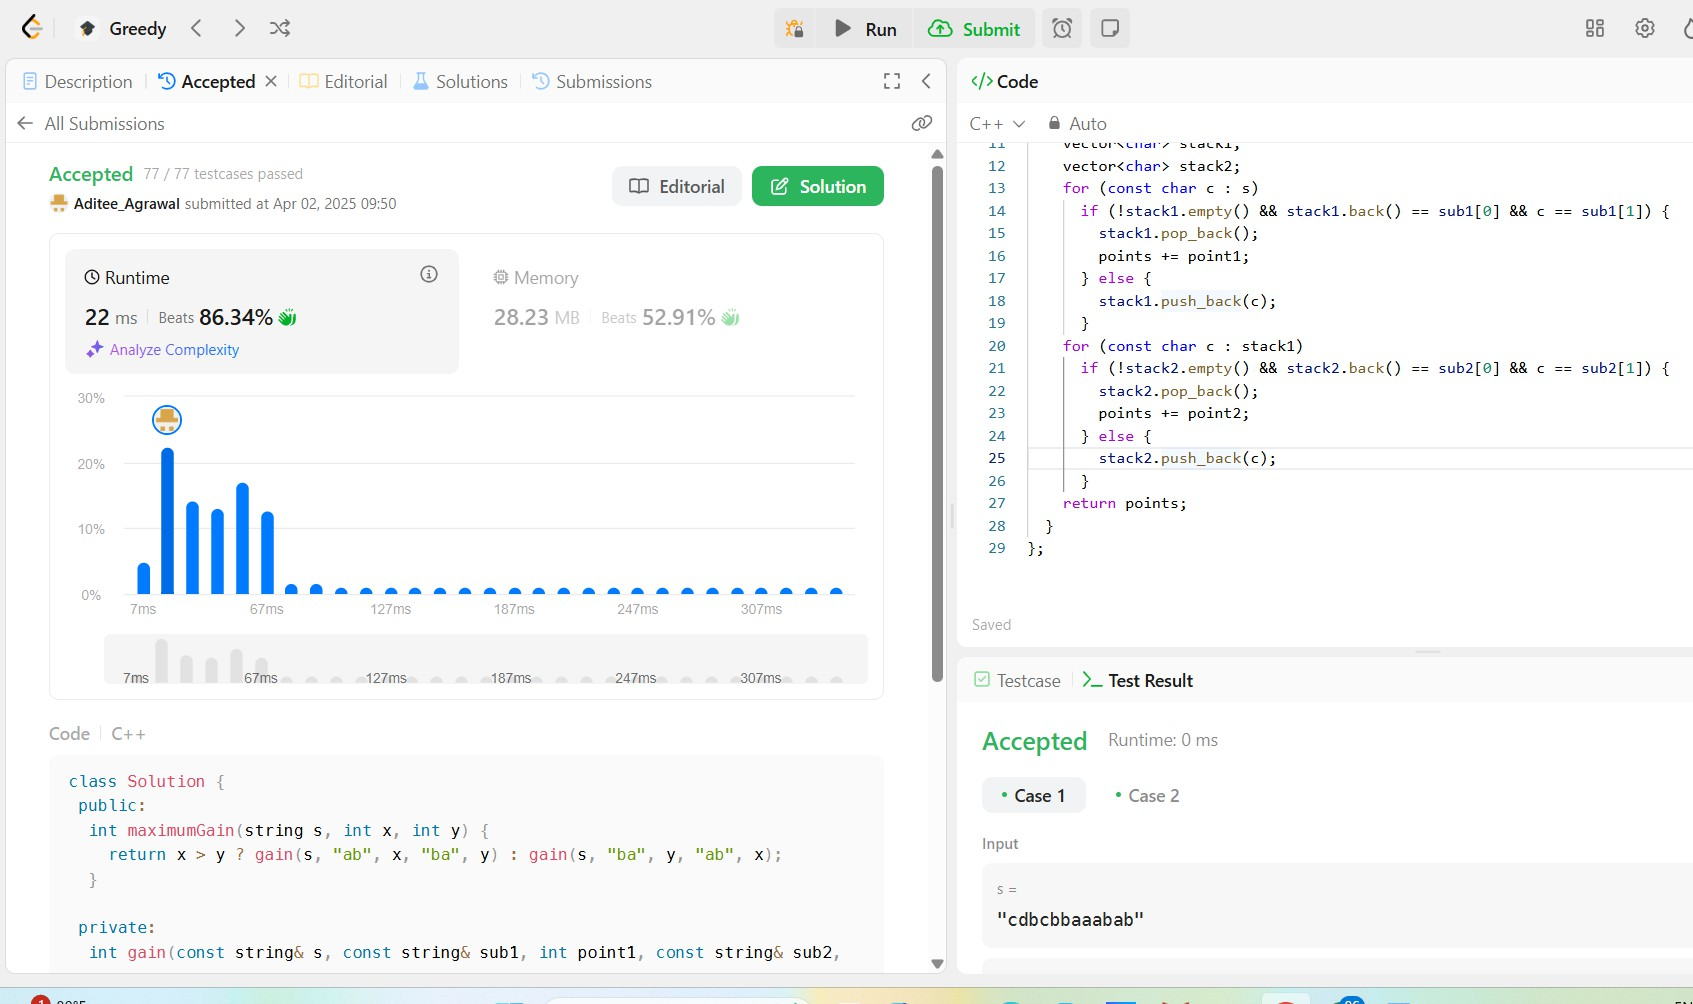 Greedy
Run
Submit
Description
Accepted
Editorial
Solutions
Submissions
All Submissions
Accepted 77 / 77 testcases passed
Aditee_Agrawal submitted at Apr 02, 2025 09:50
Editorial
Solution
Runtime
22 ms Beats 86.34%
Analyze Complexity
Memory
28.23 MB Beats 52.91%
30%
20%
10%
0%
7ms 67ms 127ms 187ms 247ms 307ms
7ms 67ms 127ms 187ms 247ms 307ms
Code C++
class Solution {
public:
int maximumGain(string s, int x, int y) {
return x > y ? gain(s, "ab", x, "ba", y) : gain(s, "ba", y, "ab", x);
}
private:
int gain(const string& s, const string& sub1, int point1, const string& sub2,
</> Code
C++ Auto
11 vector<char> stack1;
12 vector<char> stack2;
13 for (const char c : s)
14 if (!stack1.empty() && stack1.back() == sub1[0] && c == sub1[1]) {
15 stack1.pop_back();
16 points += point1;
17 } else {
18 stack1.push_back(c);
19 }
20 for (const char c : stack1)
21 if (!stack2.empty() && stack2.back() == sub2[0] && c == sub2[1]) {
22 stack2.pop_back();
23 points += point2;
24 } else {
25 stack2.push_back(c);
26 }
27 return points;
28 }
29 };
Saved
Testcase
Test Result
Accepted Runtime: 0 ms
Case 1
Case 2
Input
s =
"cdbcbbaaabab"